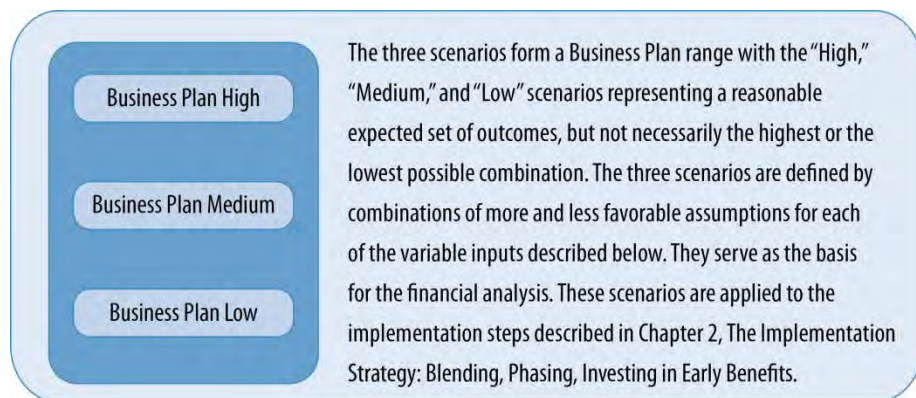 Business Plan High
Business Plan Medium
Business Plan Low
The three scenarios form a Business Plan range with the “High,”
“Medium,” and “Low” scenarios representing a reasonable
expected set of outcomes, but not necessarily the highest or the
lowest possible combination. The three scenarios are defined by
combinations of more and less favorable assumptions for each
of the variable inputs described below. They serve as the basis
for the financial analysis. These scenarios are applied to the
implementation steps described in Chapter 2, The Implementation
Strategy: Blending, Phasing, Investing in Early Benefits.